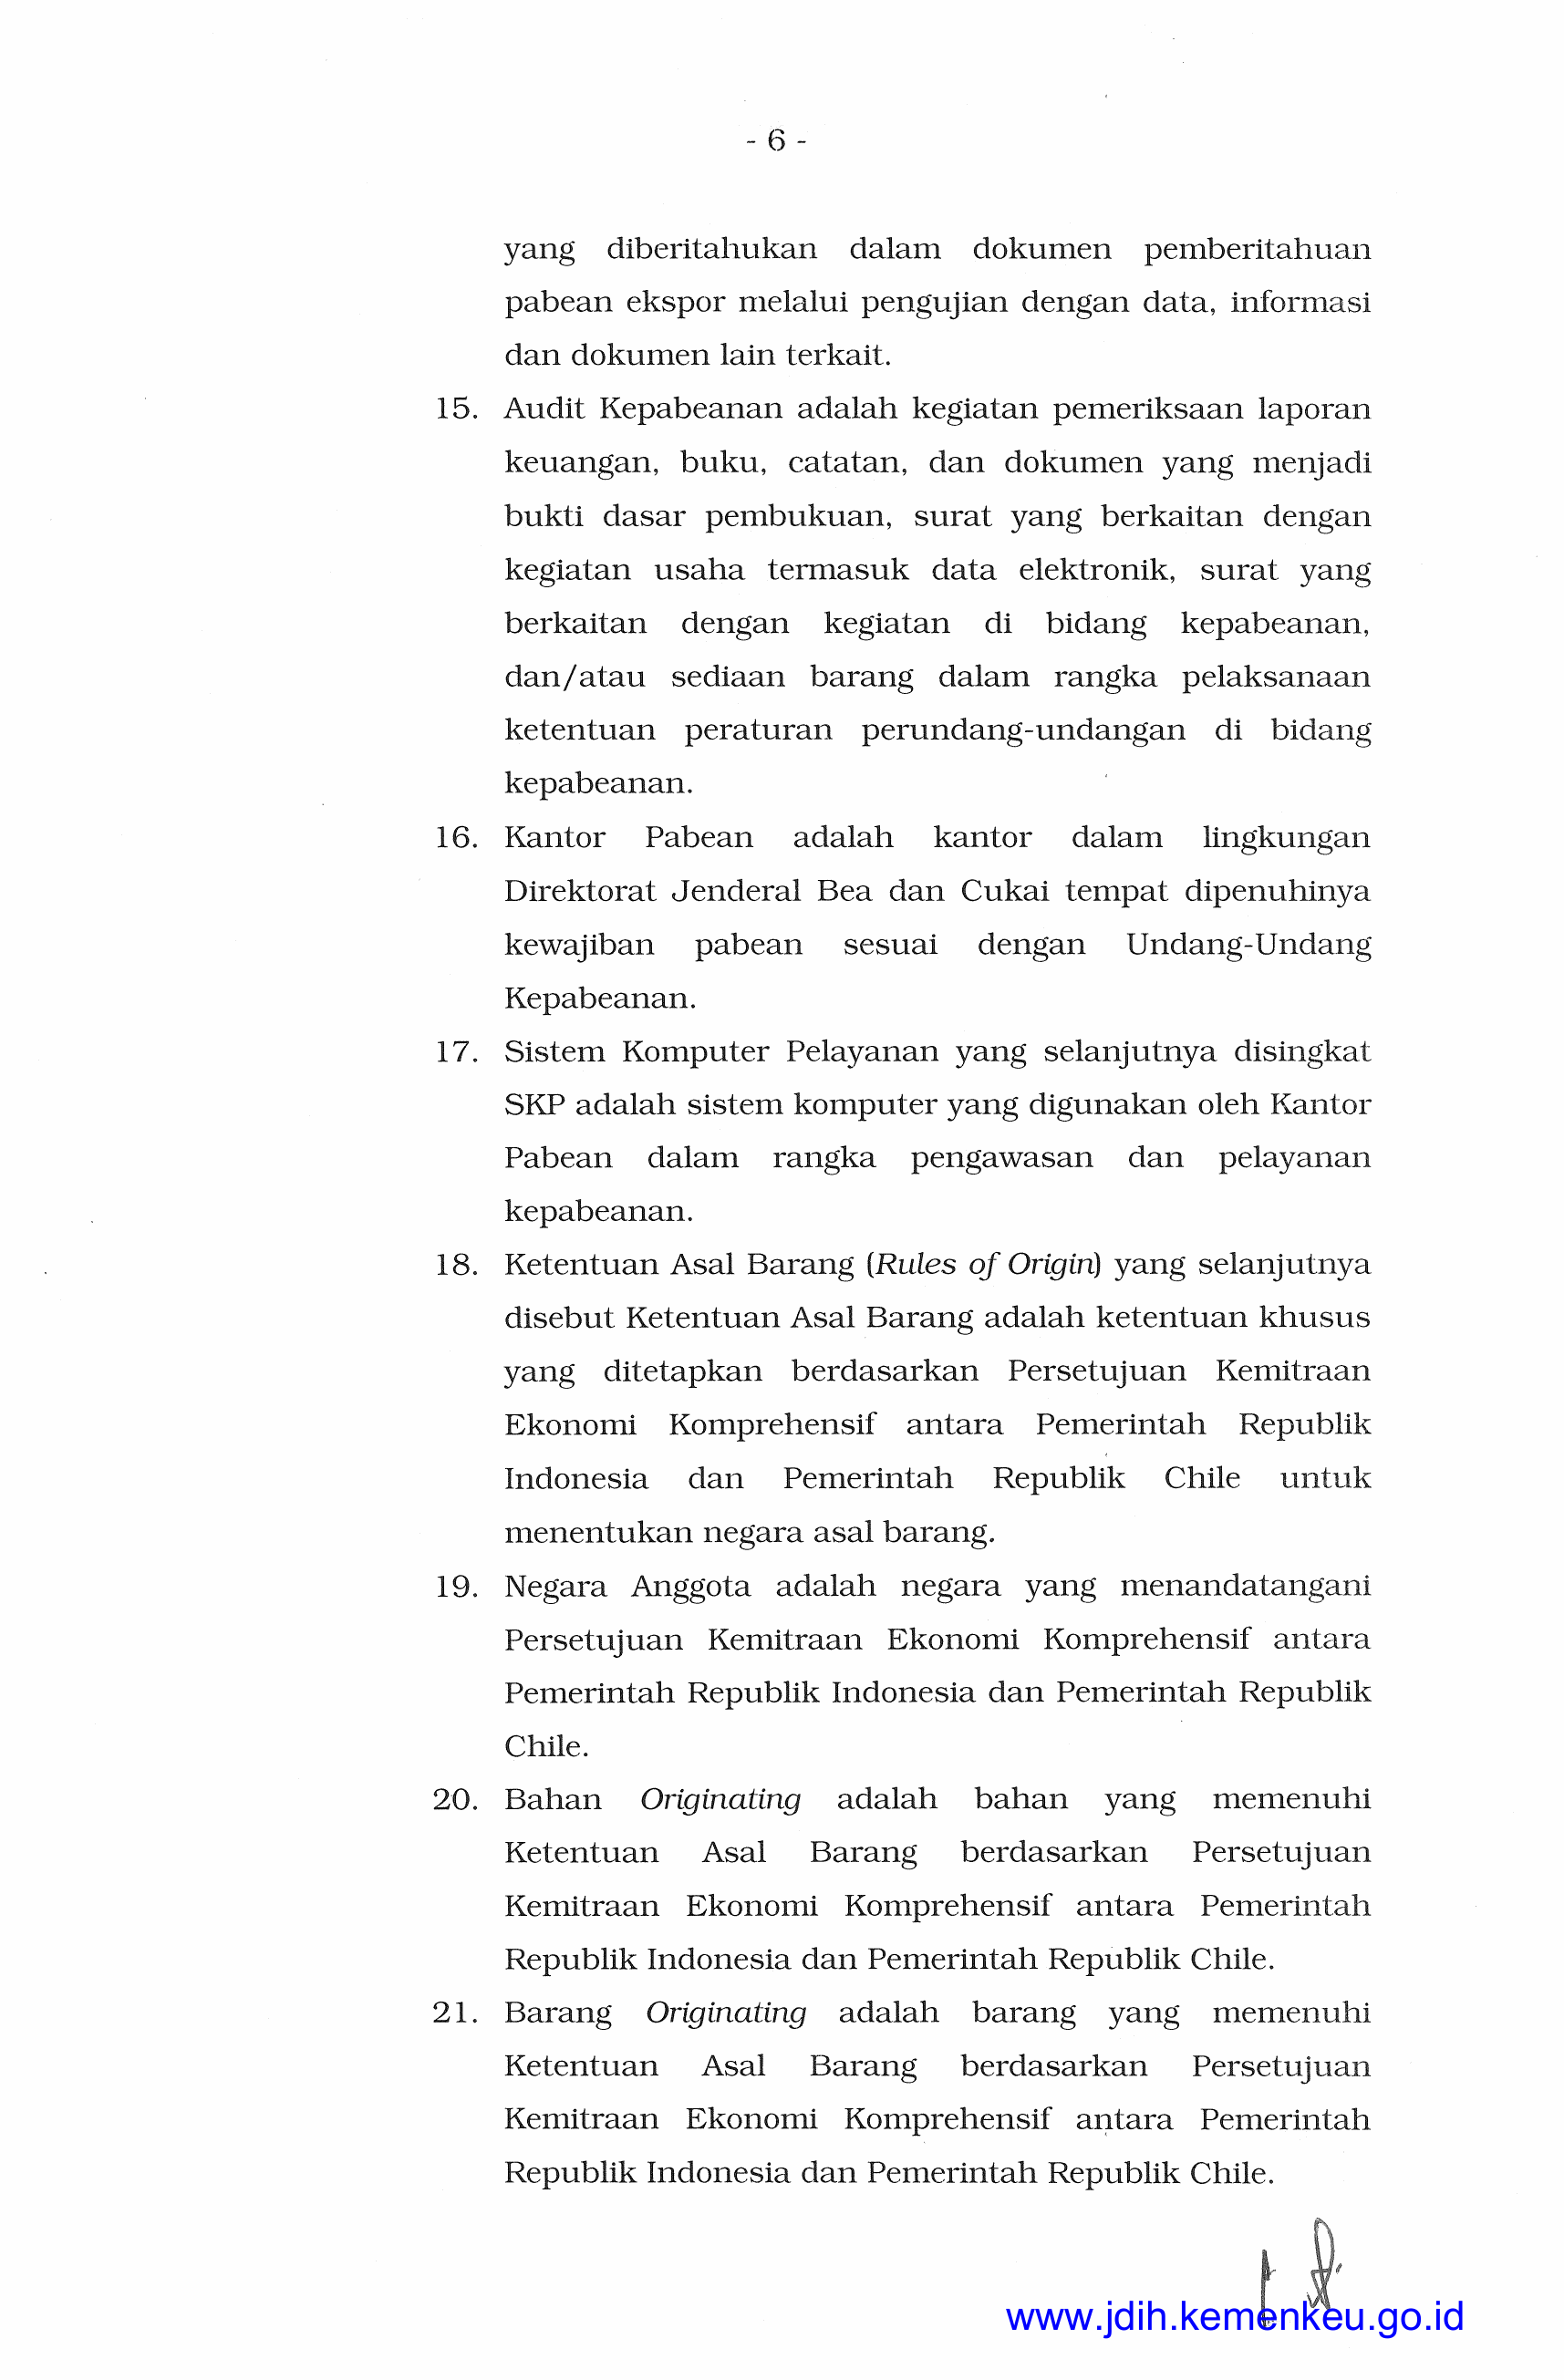 - 6 -
yang diberitahukan dalam dokumen pemberitahuan
pabean ekspor melalui pengujian dengan data, informasi
dan dokumen lain terkait.
15. Audit Kepabeanan adalah kegiatan pemeriksaan laporan
keuangan, buku, catatan, dan dokumen yang menjadi
bukti dasar pembukuan, surat yang berkaitan dengan
kegiatan usaha termasuk data elektronik, surat yang
berkaitan dengan kegiatan di bidang kepabeanan,
dan/atau sediaan barang dalam rangka pelaksanaan
ketentuan peraturan perundang-undangan di bidang
kepabeanan.
16. Kantor Pabean adalah kantor dalam lingkungan
Direktorat Jenderal Bea dan Cukai tempat dipenuhinya
kewajiban pabean sesuai dengan Undang-Undang
Kepabeanan.
17. Sistem Komputer Pelayanan yang selanjutnya disingkat
SKP adalah sistem komputer yang digunakan oleh Kantor
Pabean dalam rangka pengawasan dan pelayanan
kepabeanan.
18. Ketentuan Asal Barang (Rules of Origin) yang selanjutnya
disebut Ketentuan Asal Barang adalah ketentuan khusus
yang ditetapkan berdasarkan Persetujuan Kemitraan
Ekonomi Komprehensif antara Pemerintah Republik
Indonesia dan Pemerintah Republik Chile untuk
menentukan negara asal barang.
19. Negara Anggota adalah negara yang menandatangani
Persetujuan Kemitraan Ekonomi Komprehensif antara
Pemerintah Republik Indonesia dan Pemerintah Republik
Chile.
20. Bahan Originating adalah bahan yang memenuhi
Ketentuan Asal Barang berdasarkan Persetujuan
Kemitraan Ekonomi Komprehensif antara Pemerintah
Republik Indonesia dan Pemerintah Republik Chile.
21. Barang Originating adalah barang yang memenuhi
Ketentuan Asal Barang berdasarkan Persetujuan
Kemitraan Ekonomi Komprehensif antara Pemerintah
Republik Indonesia dan Pemerintah Republik Chile.
www.jdih.kemenkeu.go.id